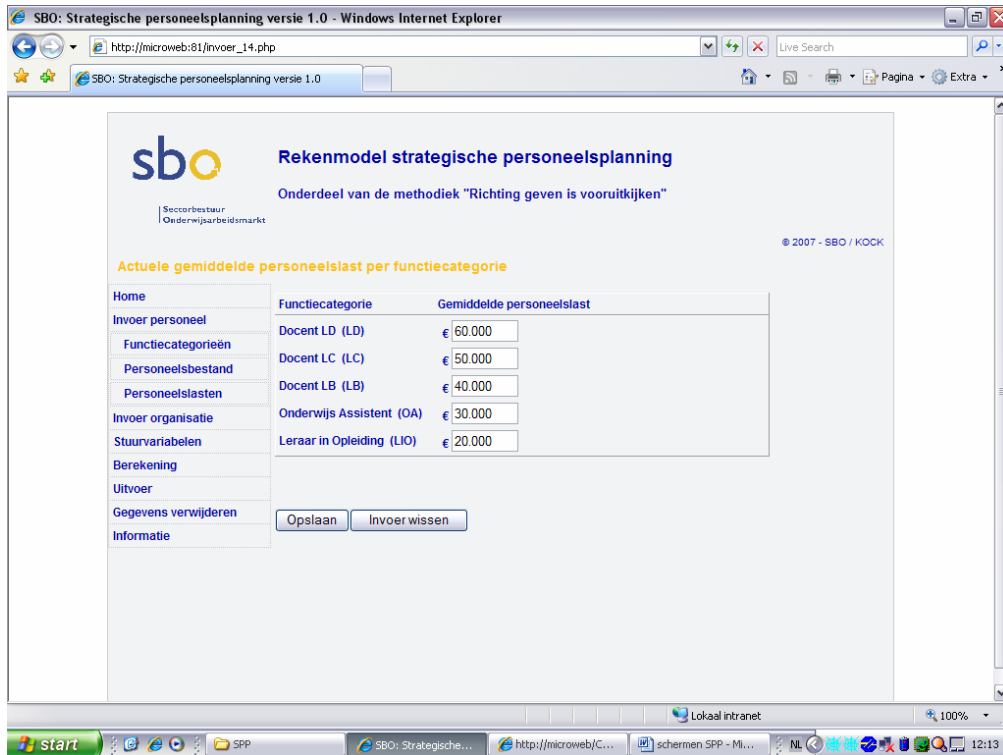 SBO: Strategische personeelsplanning versie 1.0 - Windows Internet Explorer
http://microweb:81/invoer_14.php
Live Search
SBO: Strategische personeelsplanning versie 1.0
Pagina
Extra
sbo
Sectorbestuur
Onderwijsarbeidsmarkt
Rekenmodel strategische personeelsplanning
Onderdeel van de methodiek "Richting geven is vooruitkijken"
© 2007 - SBO / KOCK
Actuele gemiddelde personeelslast per functiecategorie
Home
Invoer personeel
Functiecategorieën
Personeelsbestand
Personeelslasten
Invoer organisatie
Stuurvariabelen
Berekening
Uitvoer
Gegevens verwijderen
Informatie
Functiecategorie Gemiddelde personeelslast
Docent LD (LD) € 60.000
Docent LC (LC) € 50.000
Docent LB (LB) € 40.000
Onderwijs Assistent (OA) € 30.000
Leraar in Opleiding (LIO) € 20.000
Opslaan Invoer wissen
Lokaal intranet
100%
start
SPP
SBO: Strategische...
http://microweb/C...
schermen SPP - Mi...
NL
12:13